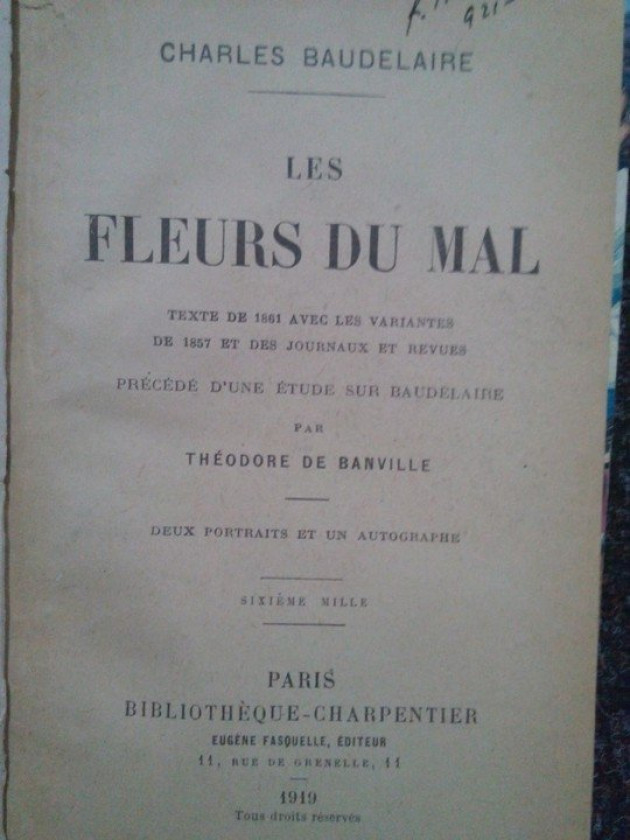 CHARLES BAUDELAIRE
LES
FLEURS DU MAL
TEXTE DE 1861 AVEC LES VARIANTES
DE 1857 ET DES JOURNAUX ET REVUES
PRÉCÉDÉ D'UNE ÉTUDE SUR BAUDELAIRE
PAR
THÉODORE DE BANVILLE
DEUX PORTRAITS ET UN AUTOGRAPHE
SIXIÈME MILLE
PARIS
BIBLIOTHÈQUE-CHARPENTIER
EUGÈNE FASQUELLE, ÉDITEUR
11, RUE DE GRENELLE, 11
1919
Tous droits réservés